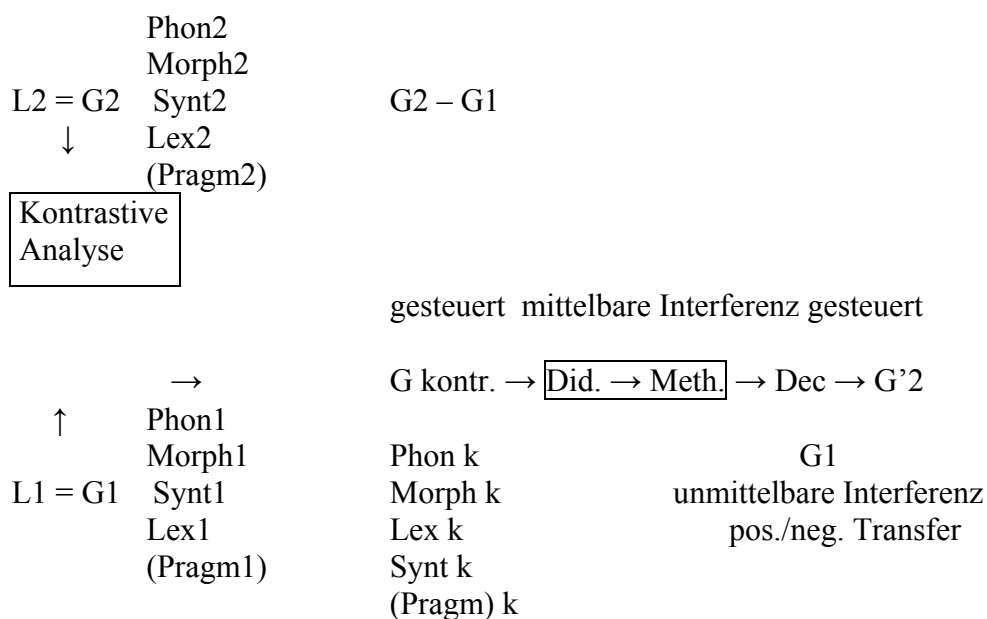 Phon2
Morph2
L2 = G2 Synt2 G2 – G1
↓ Lex2
(Pragm2)
Kontrastive
Analyse
gesteuert mittelbare Interferenz gesteuert
→ G kontr. → Did. → Meth. → Dec → G’2
↑ Phon1
Morph1 Phon k G1
L1 = G1 Synt1 Morph k unmittelbare Interferenz
Lex1 Lex k pos./neg. Transfer
(Pragm1) Synt k
(Pragm) k